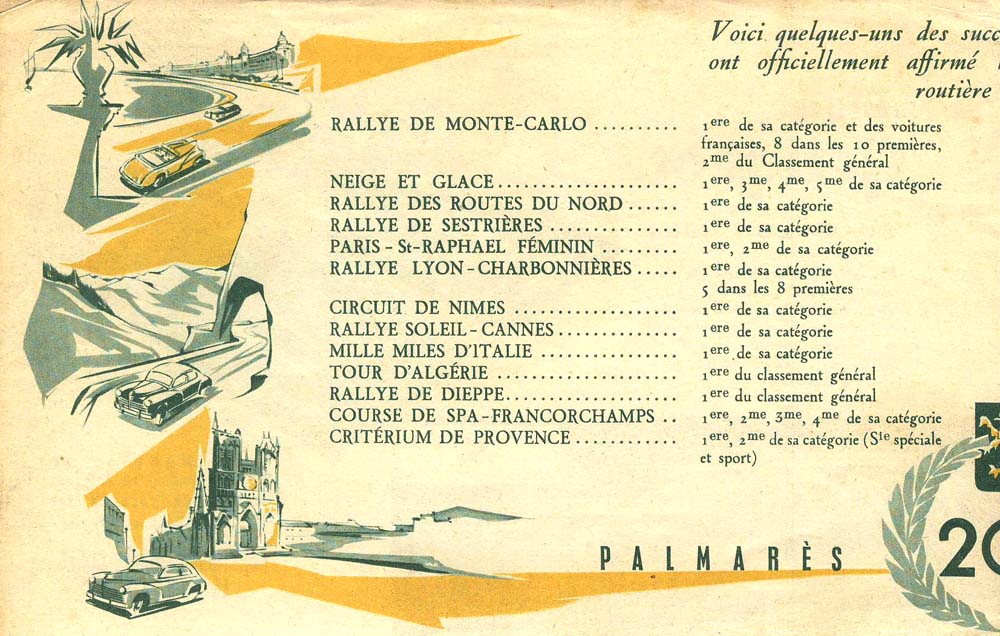 Voici quelques-uns des succ
ont officiellement affirmé
routière
RALLYE DE MONTE-CARLO .......... 1ere de sa catégorie et des voitures
françaises, 8 dans les 10 premières,
2me du Classement général
NEIGE ET GLACE...................... 1ere, 3me, 4me, 5me de sa catégorie
RALLYE DES ROUTES DU NORD ...... 1ere de sa catégorie
RALLYE DE SESTRIÈRES ................ 1ere de sa catégorie
PARIS - St-RAPHAEL FÉMININ ......... 1ere, 2me de sa catégorie
RALLYE LYON-CHARBONNIÈRES ..... 1ere de sa catégorie
5 dans les 8 premières
CIRCUIT DE NIMES .................... 1ere de sa catégorie
RALLYE SOLEIL-CANNES .............. 1ere de sa catégorie
MILLE MILES D'ITALIE ................ 1ere de sa catégorie
TOUR D'ALGÉRIE ...................... 1ere du classement général
RALLYE DE DIEPPE..................... 1ere du classement général
COURSE DE SPA-FRANCORCHAMPS .. 1ere, 2me, 3me, 4me de sa catégorie
CRITÉRIUM DE PROVENCE ............ 1ere, 2me de sa catégorie (Ste spéciale
et sport)
PALMARÈS
20